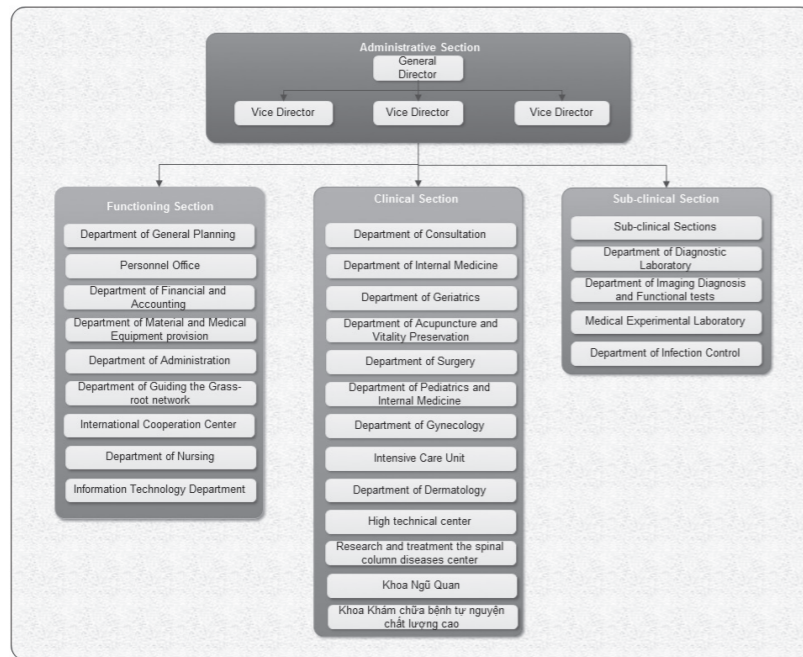 Administrative Section
General
Director
Vice Director
Vice Director
Vice Director
Functioning Section
Department of General Planning
Personnel Office
Department of Financial and
Accounting
Department of Material and Medical
Equipment provision
Department of Administration
Department of Guiding the Grass-
root network
International Cooperation Center
Department of Nursing
Information Technology Department
Clinical Section
Department of Consultation
Department of Internal Medicine
Department of Geriatrics
Department of Acupuncture and
Vitality Preservation
Department of Surgery
Department of Pediatrics and
Internal Medicine
Department of Gynecology
Intensive Care Unit
Department of Dermatology
High technical center
Research and treatment the spinal
column diseases center
Khoa Ngũ Quan
Khoa Khám chữa bệnh tự nguyện
chất lượng cao
Sub-clinical Section
Sub-clinical Sections
Department of Diagnostic
Laboratory
Department of Imaging Diagnosis
and Functional tests
Medical Experimental Laboratory
Department of Infection Control